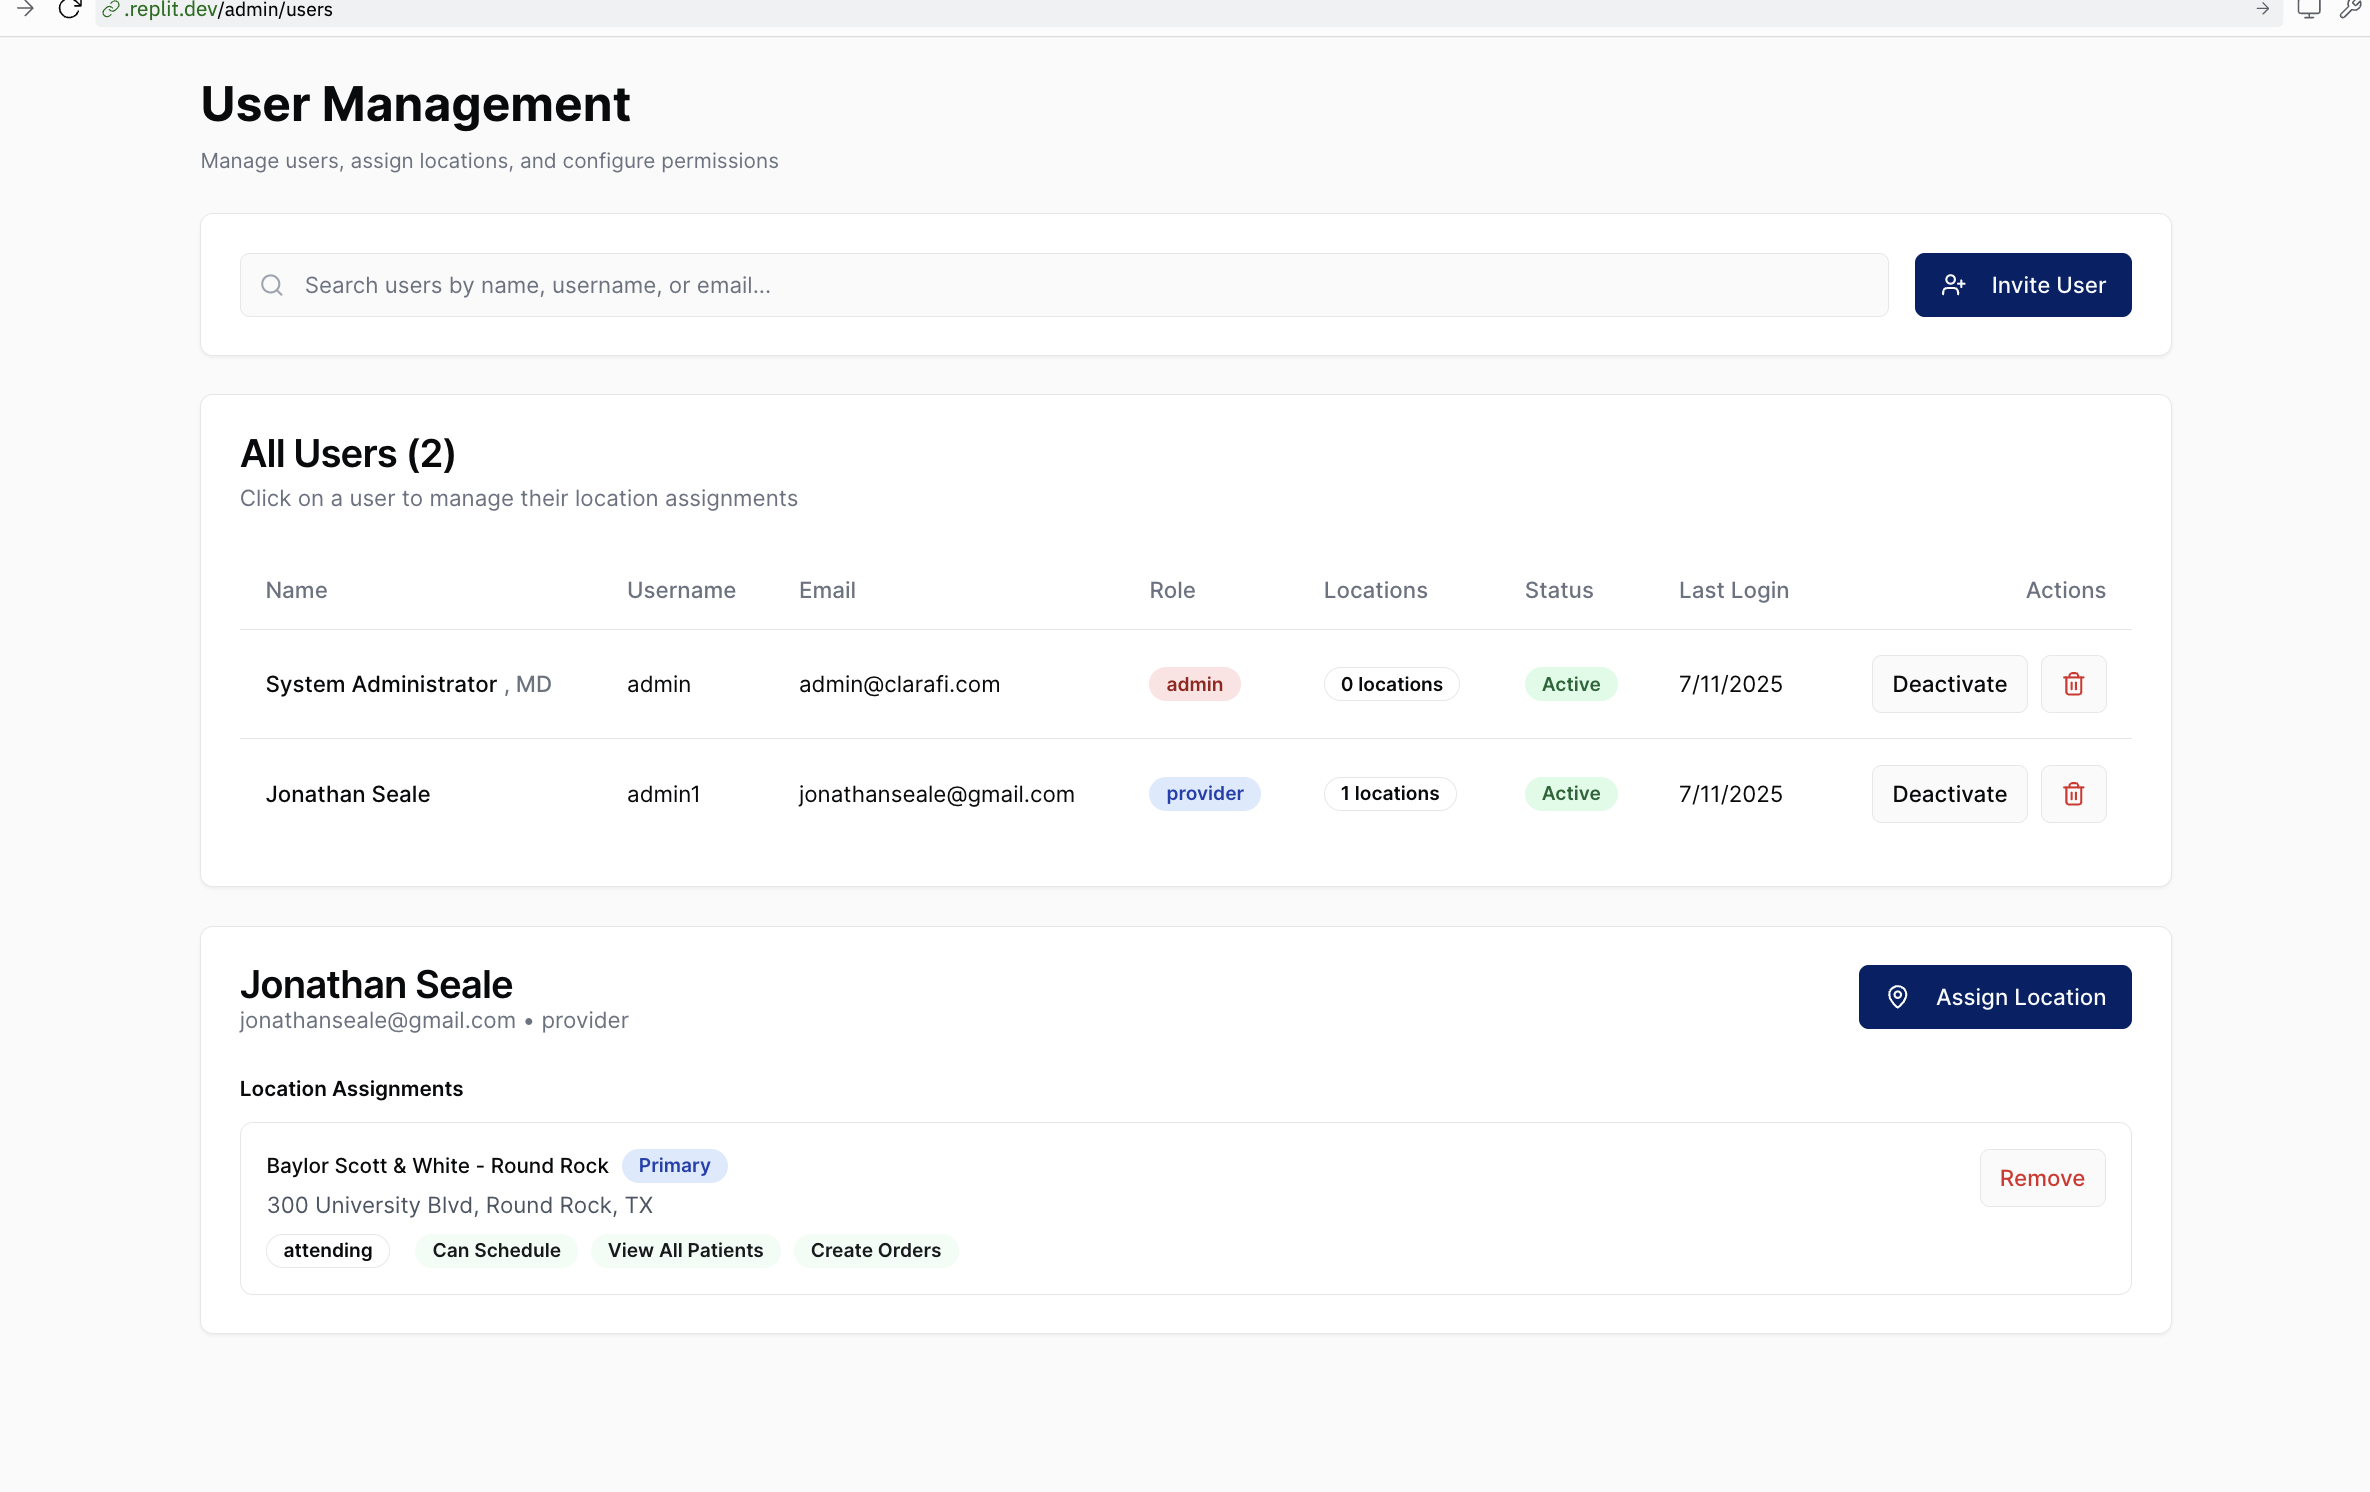 .replit.dev/admin/users
User Management
Manage users, assign locations, and configure permissions
Search users by name, username, or email...
Invite User
All Users (2)
Click on a user to manage their location assignments
Name Username Email Role Locations Status Last Login Actions
System Administrator , MD admin admin@clarafi.com admin 0 locations Active 7/11/2025 Deactivate
Jonathan Seale admin1 jonathanseale@gmail.com provider 1 locations Active 7/11/2025 Deactivate
Jonathan Seale
jonathanseale@gmail.com • provider
Assign Location
Location Assignments
Baylor Scott & White - Round Rock Primary
300 University Blvd, Round Rock, TX
Remove
attending Can Schedule View All Patients Create Orders